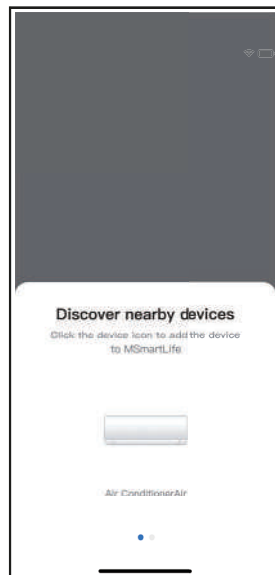 Discover nearby devices
Click the device icon to add the device
to MSmartLife
Air ConditionerAir